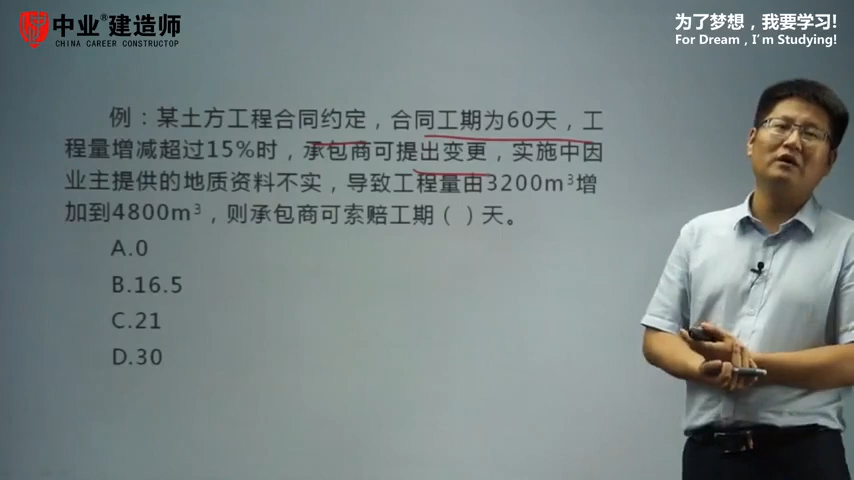 中业®建造师
CHINA CAREER CONSTRUCTOP
为了梦想，我要学习!
For Dream , I'm Studying!
例：某土方工程合同约定，合同工期为60天，工
程量增减超过15%时，承包商可提出变更，实施中因
业主提供的地质资料不实，导致工程量由3200m³增
加到4800m³，则承包商可索赔工期（ ）天。
A.0
B.16.5
C.21
D.30